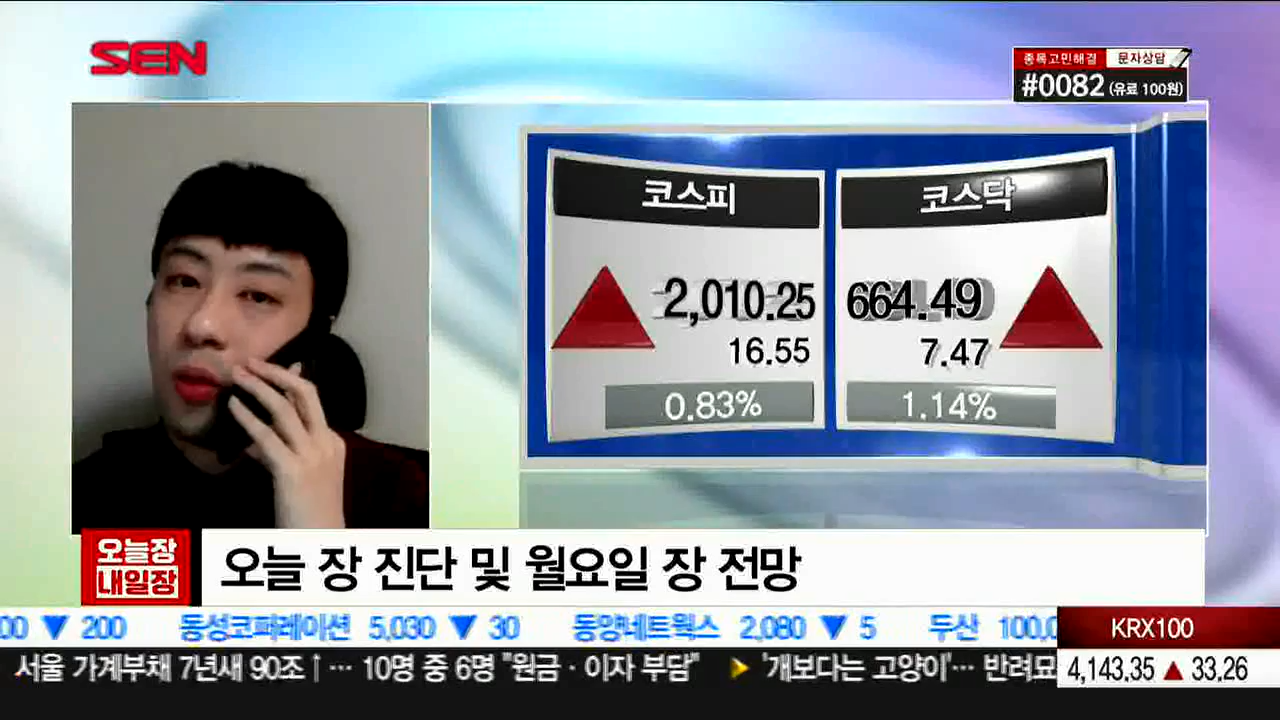 SEN
종목고민해결 문자상담
#0082 (유료 100원)
코스피 코스닥
▲ 2,010.25 664.49 ▲
16.55 7.47
0.83% 1.14%
오늘장
내일장
오늘 장 진단 및 월요일 장 전망
00 ▼ 200 동성코퍼레이션 5,030 ▼ 30 동양네트웍스 2,080 ▼ 5 두산 100,0
KRX100
서울 가계부채 7년새 90조↑… 10명 중 6명 "원금·이자 부담" ▶ '개보다는 고양이'… 반려묘
4,143.35 ▲ 33.26